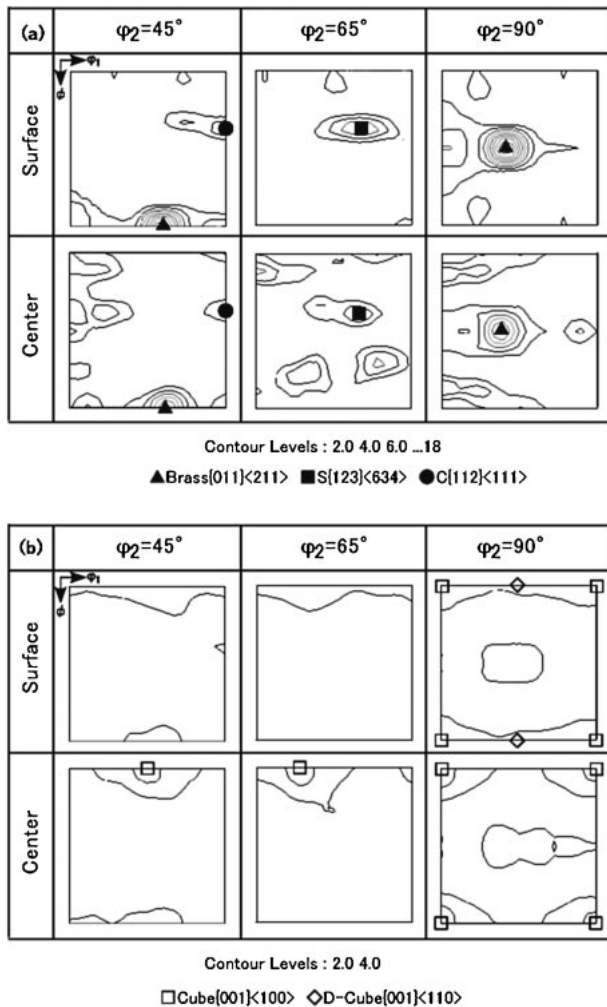 (a) φ2=45° φ2=65° φ2=90°
φ1
ϕ
Surface
Center
Contour Levels : 2.0 4.0 6.0 ...18
▲Brass{011}<211> ■S{123}<634> ●C{112}<111>
(b) φ2=45° φ2=65° φ2=90°
φ1
ϕ
Surface
Center
Contour Levels : 2.0 4.0
□Cube{001}<100> ◇D-Cube{001}<110>